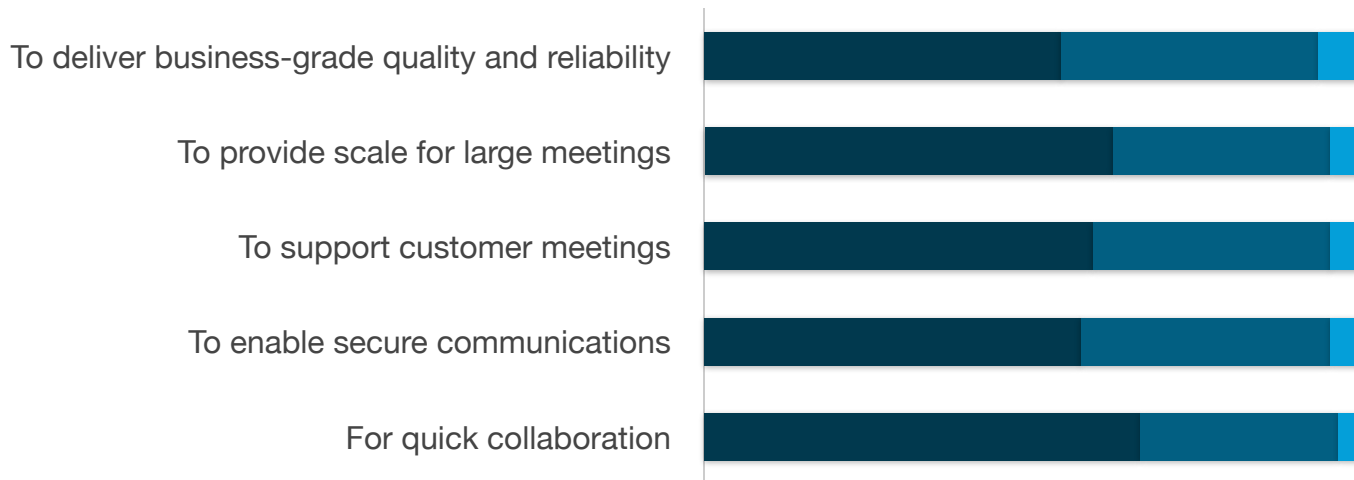 To deliver business-grade quality and reliability
To provide scale for large meetings
To support customer meetings
To enable secure communications
For quick collaboration